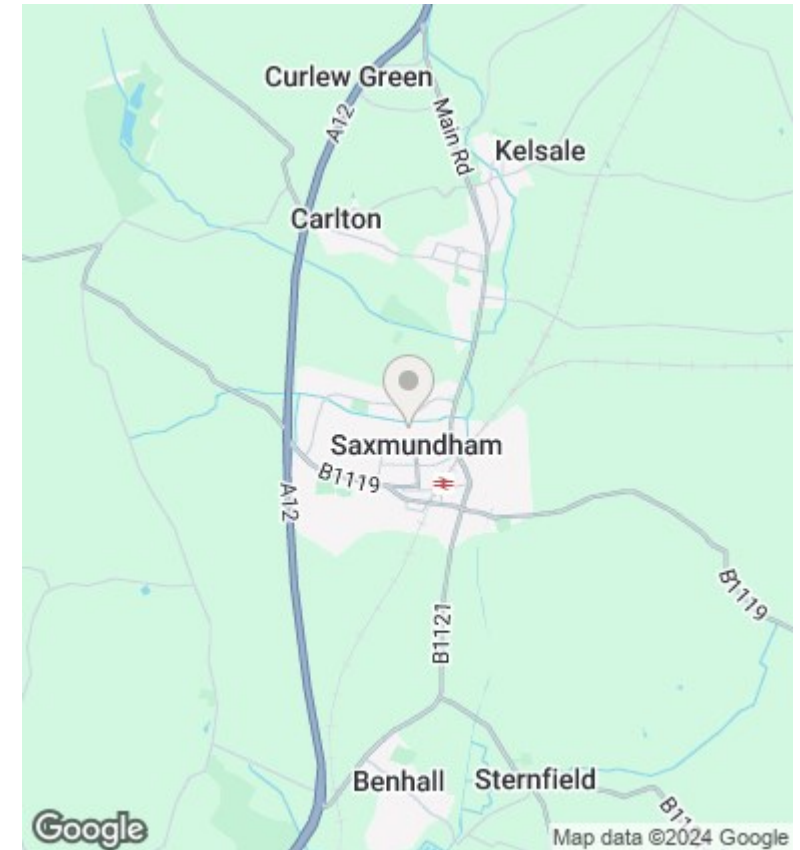 Curlew Green
A12
Main Rd
Kelsale
Carlton
Saxmundham
B1119
A12
B1119
B1121
Benhall
Sternfield
Google
Map data ©2024 Google